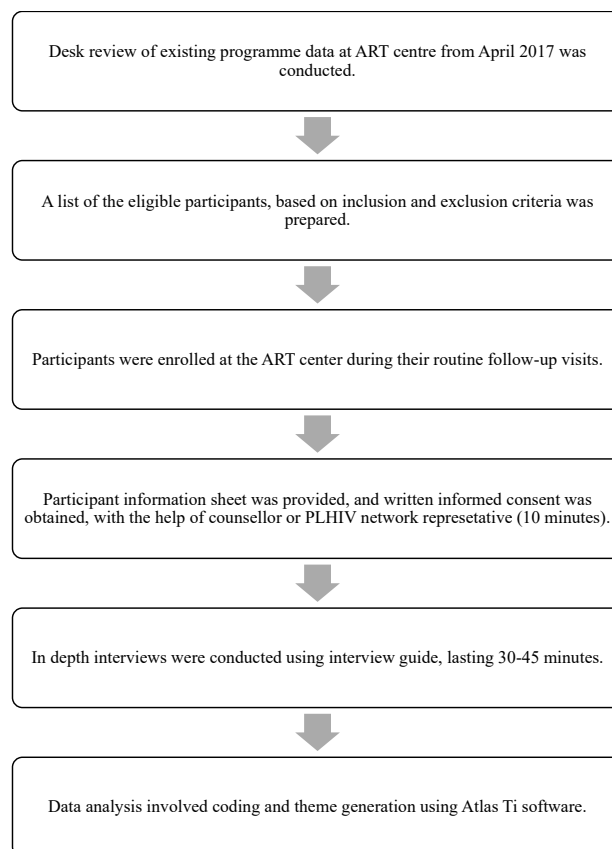 Desk review of existing programme data at ART centre from April 2017 was
conducted.
A list of the eligible participants, based on inclusion and exclusion criteria was
prepared.
Participants were enrolled at the ART center during their routine follow-up visits.
Participant information sheet was provided, and written informed consent was
obtained, with the help of counsellor or PLHIV network represetative (10 minutes).
In depth interviews were conducted using interview guide, lasting 30-45 minutes.
Data analysis involved coding and theme generation using Atlas Ti software.